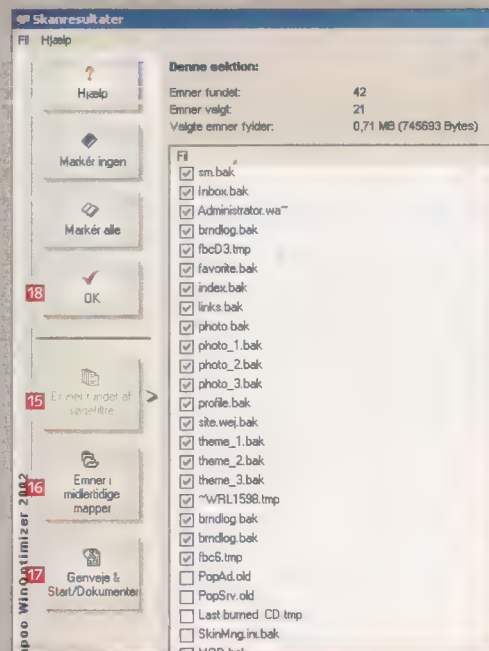 Skanresultater
Fil Hjælp
? Hjælp
Markér ingen
Markér alle
18 OK
15 Emner fundet af søgefiltre
16 Emner i midlertidige mapper
17 Genveje & Start/Dokumenter
poo WinOptimizer 2002
Denne sektion:
Emner fundet: 42
Emner valgt: 21
Valgte emner fylder: 0,71 MB (745693 Bytes)
Fil
sm.bak
Inbox.bak
Administrator.wa~
brndlog.bak
fbcD3.tmp
favorite.bak
index.bak
links.bak
photo.bak
photo_1.bak
photo_2.bak
photo_3.bak
profile.bak
site.wej.bak
theme_1.bak
theme_2.bak
theme_3.bak
~WRL1598.tmp
brndlog.bak
brndlog.bak
fbc6.tmp
PopAd.old
PopSrv.old
Last burned CD.tmp
SkinMng.ini.bak